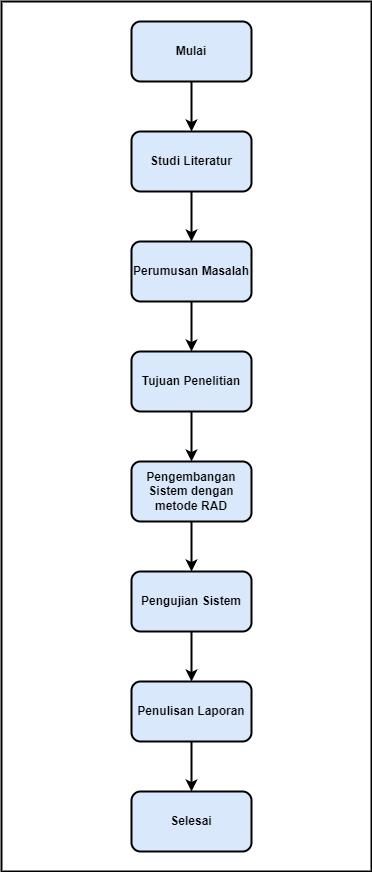 Mulai
Studi Literatur
Perumusan Masalah
Tujuan Penelitian
Pengembangan
Sistem dengan
metode RAD
Pengujian Sistem
Penulisan Laporan
Selesai